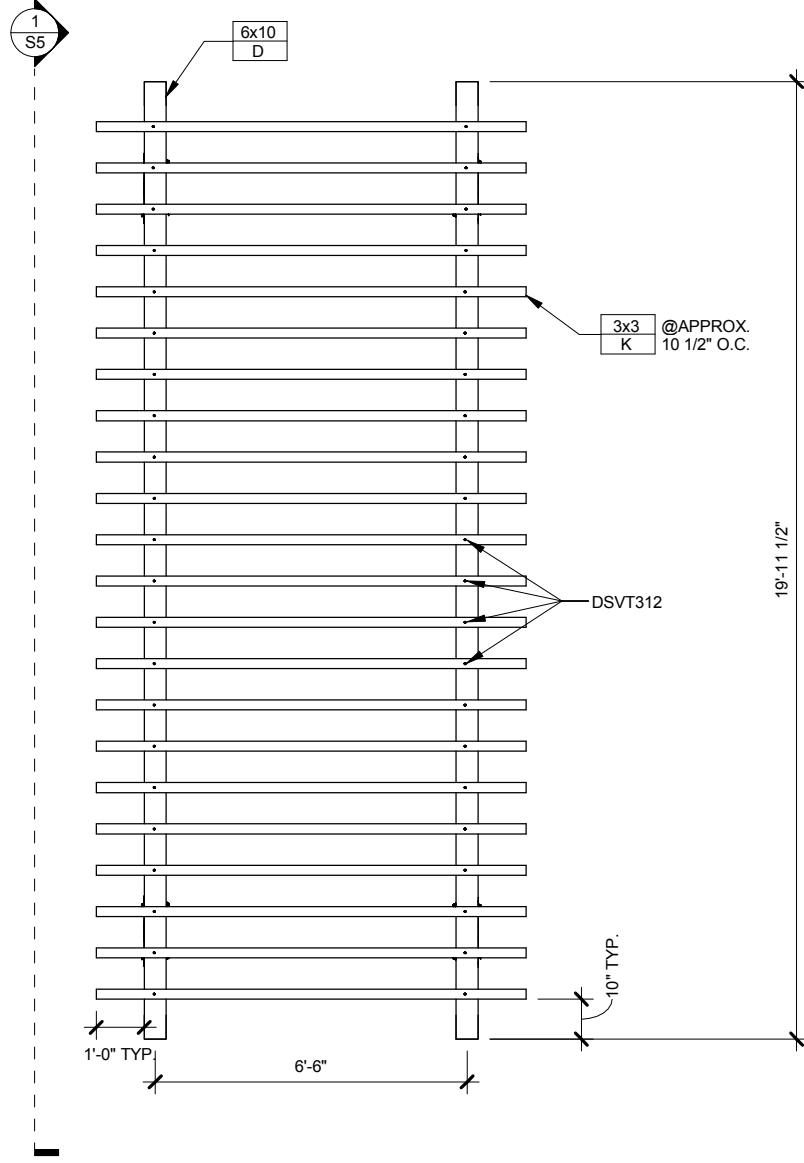 1
S5
6x10
D
3x3 @APPROX.
K 10 1/2" O.C.
19'-11 1/2"
DSVT312
10" TYP.
1'-0" TYP.
6'-6"